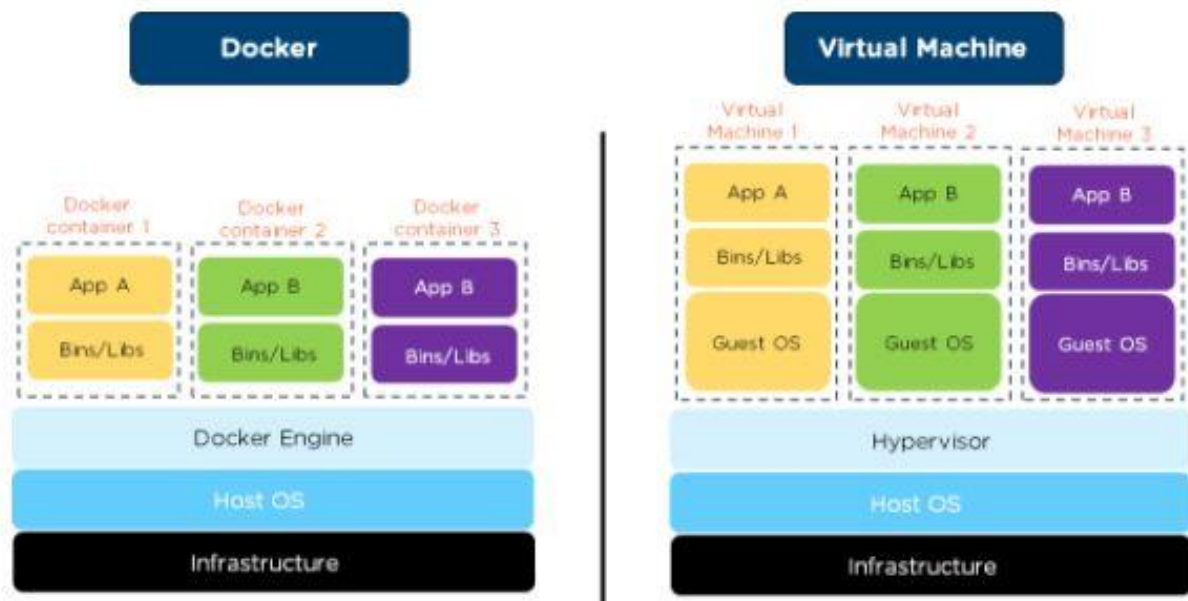 Docker
Virtual Machine
Docker
container 1
Docker
container 2
Docker
container 3
App A
App B
App B
Bins/Libs
Bins/Libs
Bins/Libs
Docker Engine
Host OS
Infrastructure
Virtual
Machine 1
Virtual
Machine 2
Virtual
Machine 3
App A
App B
App B
Bins/Libs
Bins/Libs
Bins/Libs
Guest OS
Guest OS
Guest OS
Hypervisor
Host OS
Infrastructure